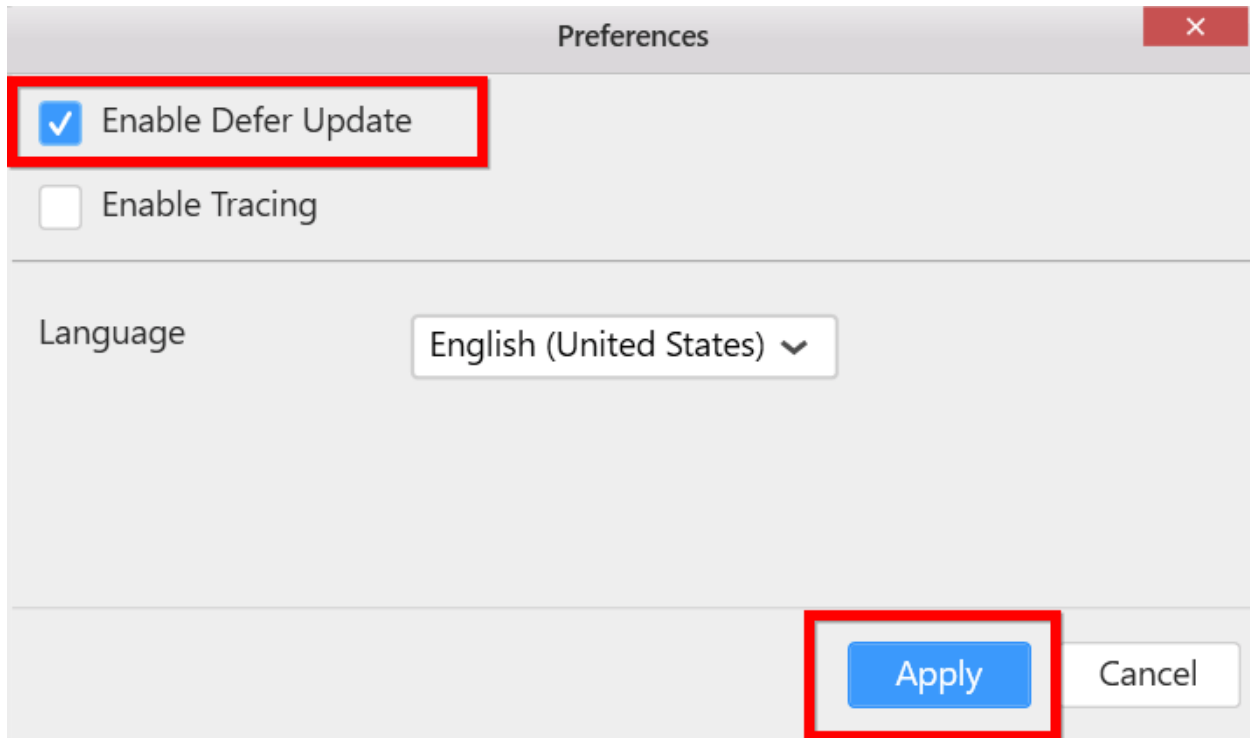 Preferences
Enable Defer Update
Enable Tracing
Language
English (United States)
Apply
Cancel